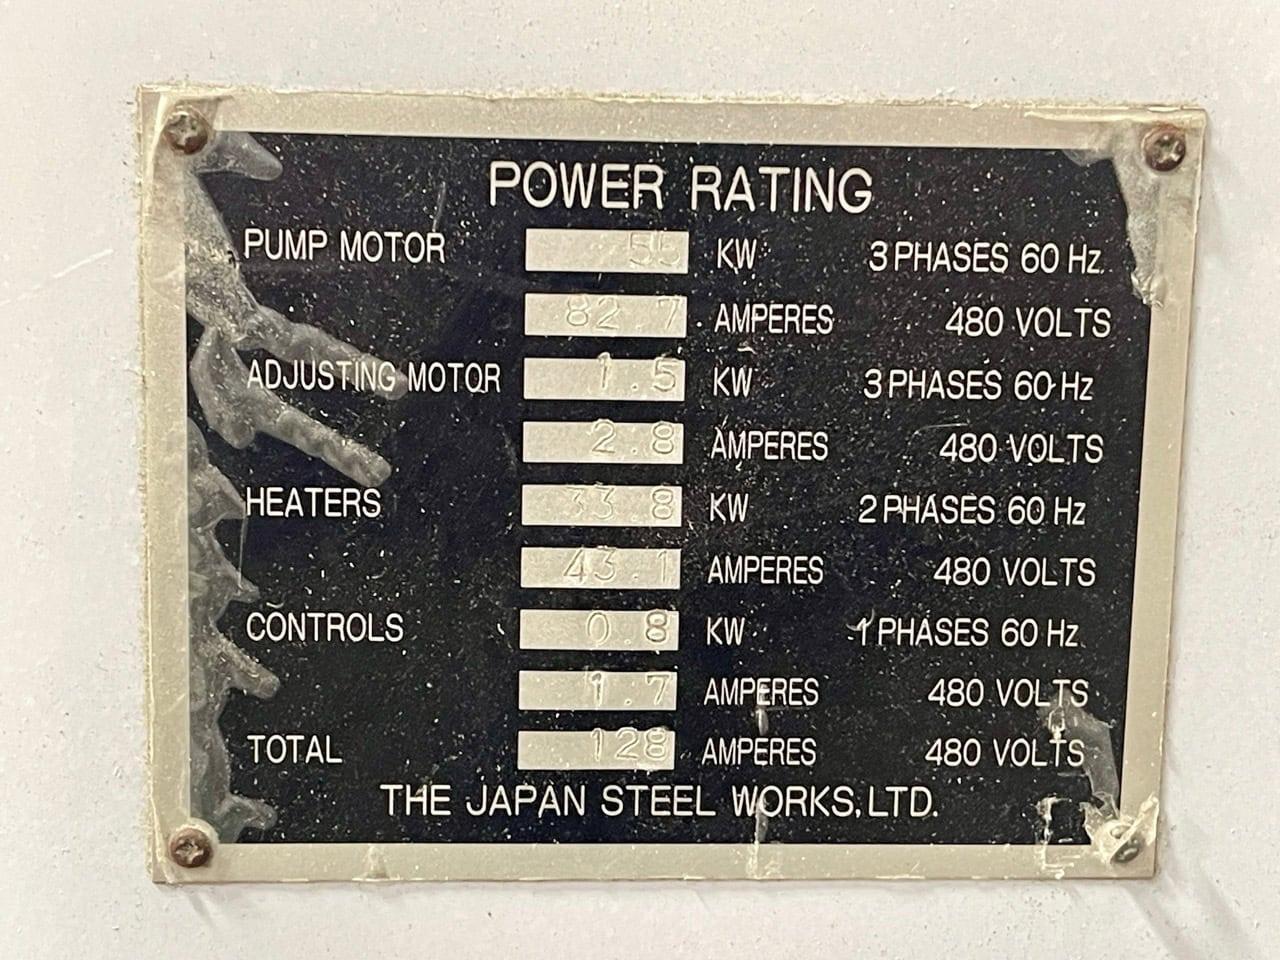 POWER RATING
PUMP MOTOR 55 KW 3 PHASES 60 Hz.
82.7 AMPERES 480 VOLTS
ADJUSTING MOTOR 1.5 KW 3 PHASES 60 Hz
2.8 AMPERES 480 VOLTS
HEATERS 33.8 KW 2 PHASES 60 Hz
43.1 AMPERES 480 VOLTS
CONTROLS 0.8 KW 1 PHASES 60 Hz
1.7 AMPERES 480 VOLTS
TOTAL 128 AMPERES 480 VOLTS
THE JAPAN STEEL WORKS, LTD.